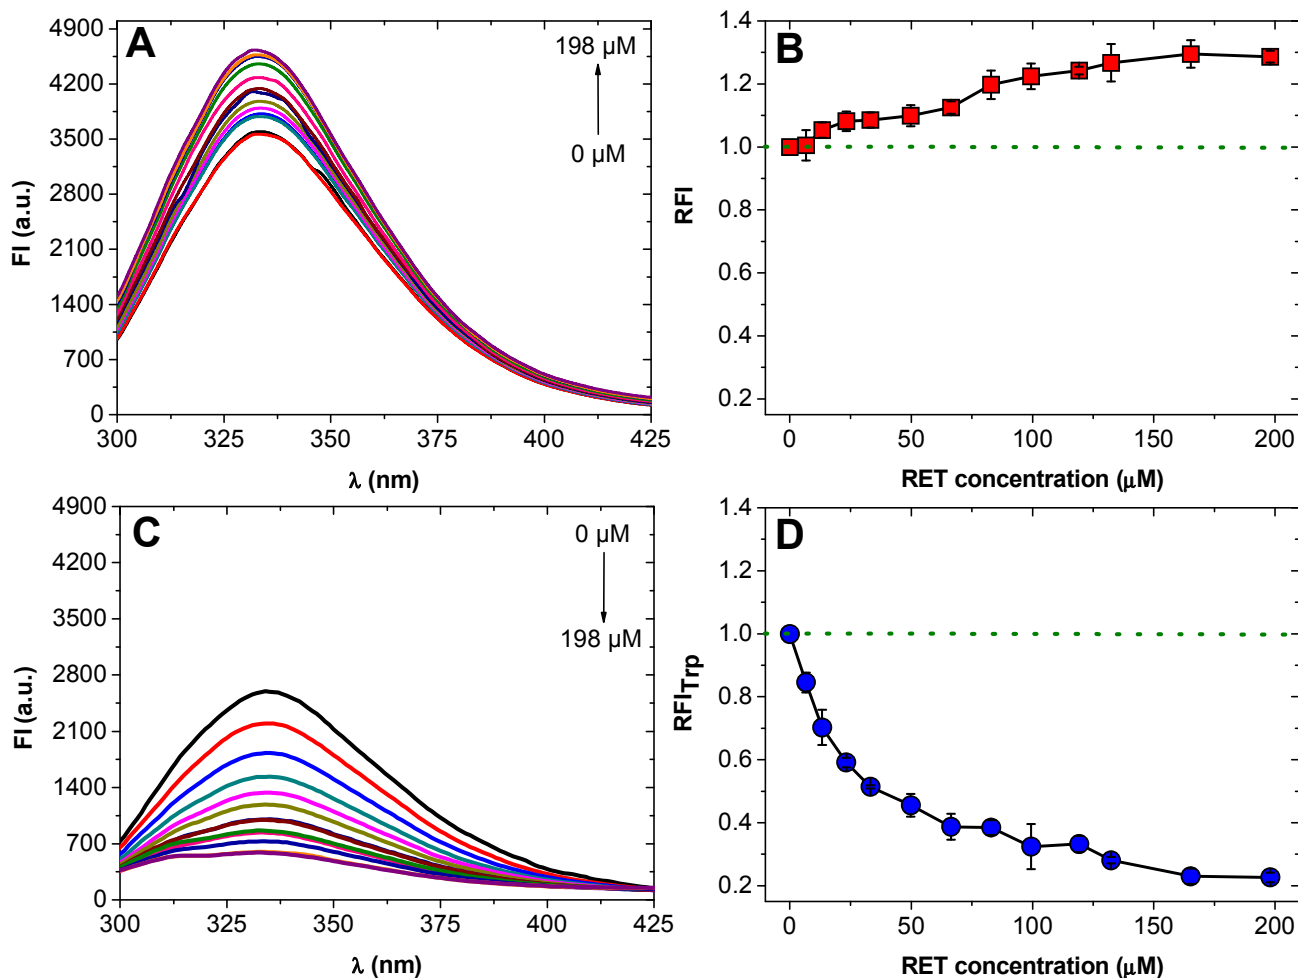 A
198 µM
0 µM
4900
4200
3500
2800
2100
1400
700
0
FI (a.u.)
300 325 350 375 400 425
λ (nm)
B
1.4
1.2
1.0
0.8
0.6
0.4
0.2
RFI
0 50 100 150 200
RET concentration (µM)
C
0 µM
198 µM
4900
4200
3500
2800
2100
1400
700
0
FI (a.u.)
300 325 350 375 400 425
λ (nm)
D
1.4
1.2
1.0
0.8
0.6
0.4
0.2
RFI_Trp
0 50 100 150 200
RET concentration (µM)